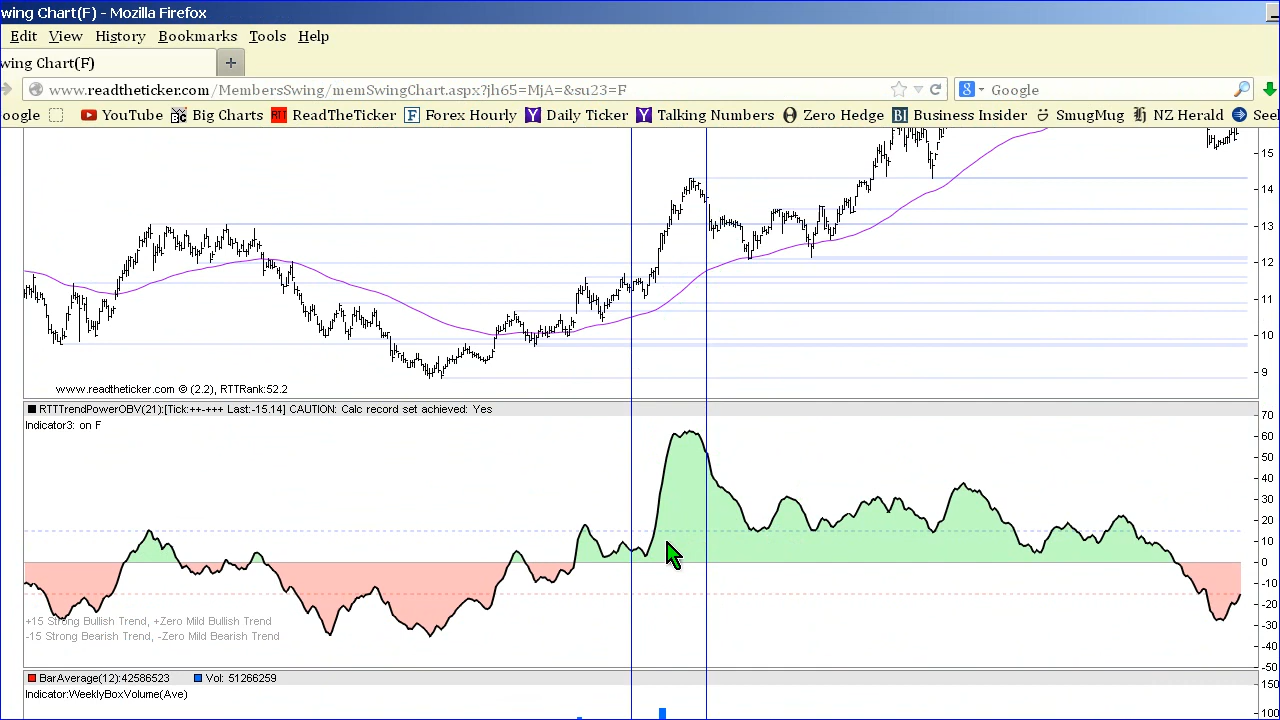 wing Chart(F) - Mozilla Firefox
Edit View History Bookmarks Tools Help
wing Chart(F)
www.readtheticker.com/MembersSwing/memSwingChart.aspx?jh65=MjA=&su23=F Google
oogle YouTube Big Charts RTT ReadTheTicker Forex Hourly Daily Ticker Talking Numbers Zero Hedge BI Business Insider SmugMug NZ Herald See
15
14
13
12
11
10
9
www.readtheticker.com © (2.2), RTTRank:52.2
RTTTrendPowerOBV(21):[Tick:++-+++ Last:-15.14] CAUTION: Calc record set achieved: Yes
Indicator3: on F
70
60
50
40
30
20
10
0
-10
-20
-30
-40
-50
+15 Strong Bullish Trend, +Zero Mild Bullish Trend
-15 Strong Bearish Trend, -Zero Mild Bearish Trend
BarAverage(12):42586523 Vol: 51266259
Indicator:WeeklyBoxVolume(Ave)
150
100